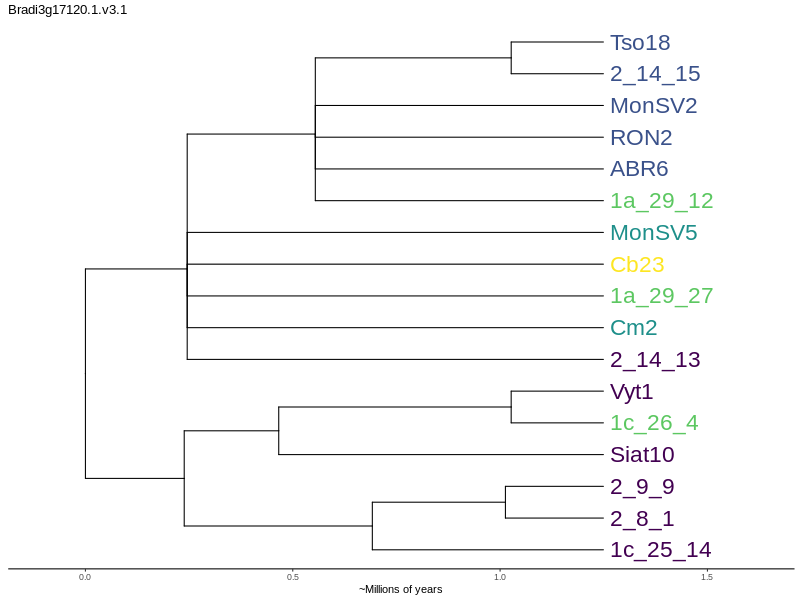 Bradi3g17120.1.v3.1
Tso18
2_14_15
MonSV2
RON2
ABR6
1a_29_12
MonSV5
Cb23
1a_29_27
Cm2
2_14_13
Vyt1
1c_26_4
Siat10
2_9_9
2_8_1
1c_25_14
0.0 0.5 1.0 1.5
~Millions of years